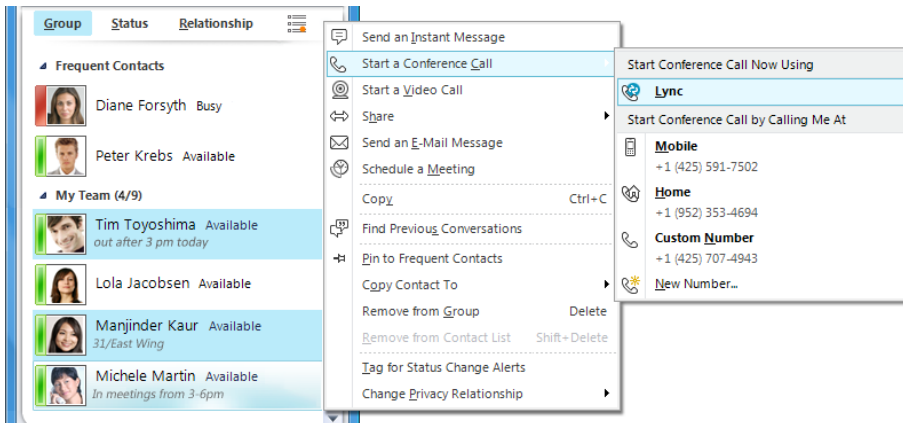 Group Status Relationship
Frequent Contacts
Diane Forsyth Busy
Peter Krebs Available
My Team (4/9)
Tim Toyoshima Available
out after 3 pm today
Lola Jacobsen Available
Manjinder Kaur Available
31/East Wing
Michele Martin Available
In meetings from 3-6pm
Send an Instant Message
Start a Conference Call
Start a Video Call
Share
Send an E-Mail Message
Schedule a Meeting
Copy Ctrl+C
Find Previous Conversations
Pin to Frequent Contacts
Copy Contact To
Remove from Group Delete
Remove from Contact List Shift+Delete
Tag for Status Change Alerts
Change Privacy Relationship
Start Conference Call Now Using
Lync
Start Conference Call by Calling Me At
Mobile
+1 (425) 591-7502
Home
+1 (952) 353-4694
Custom Number
+1 (425) 707-4943
New Number...